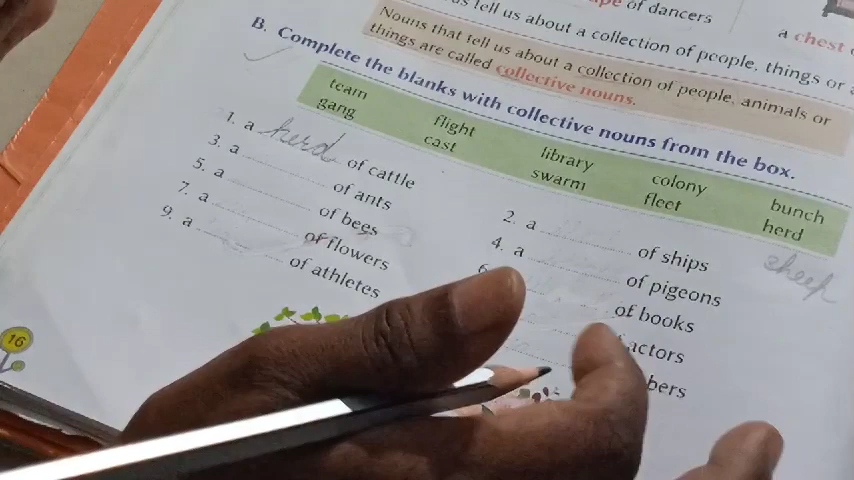 us tell us about a collection of people, things or
of dancers
a chest
Nouns that tell us about a collection of people, animals or
things are called collective nouns.
B. Complete the blanks with collective nouns from the box.
team flight library colony bunch
gang cast swarm fleet herd
sheep
1. a herd of cattle
2. a of ships
3. a of ants
4. a of pigeons
5. a of bees
6. of books
7. a of flowers
actors
9. a of athletes
bers
16